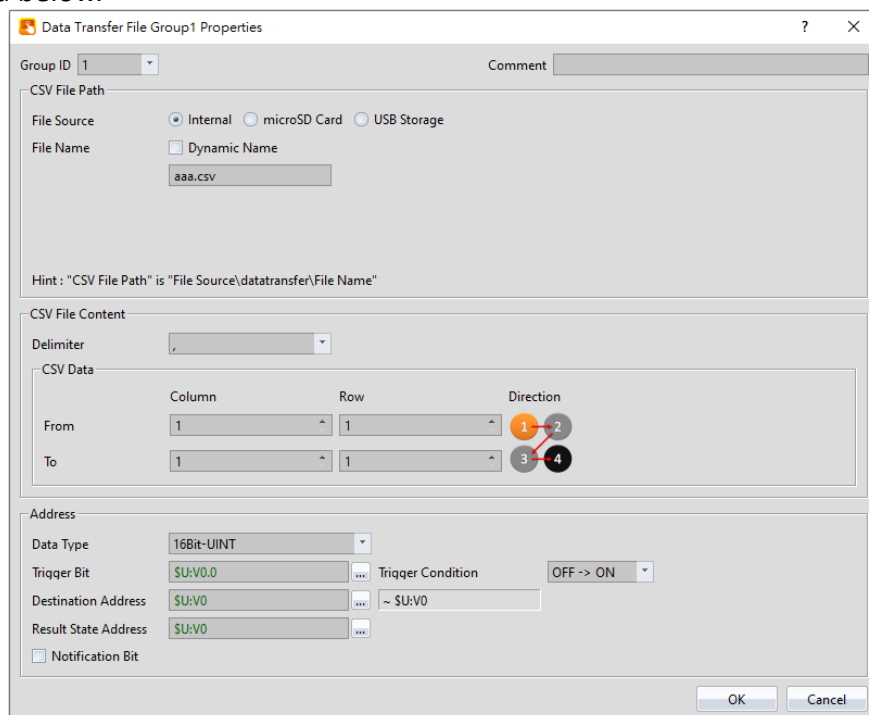 below.
Data Transfer File Group1 Properties ? ×
Group ID 1 Comment
CSV File Path
File Source Internal microSD Card USB Storage
File Name Dynamic Name
aaa.csv
Hint : "CSV File Path" is "File Source\datatransfer\File Name"
CSV File Content
Delimiter ,
CSV Data
Column Row Direction
From 1 1 1 2
To 1 1 3 4
Address
Data Type 16Bit-UINT
Trigger Bit $U:V0.0 ... Trigger Condition OFF -> ON
Destination Address $U:V0 ... ~ $U:V0
Result State Address $U:V0 ...
Notification Bit
OK Cancel